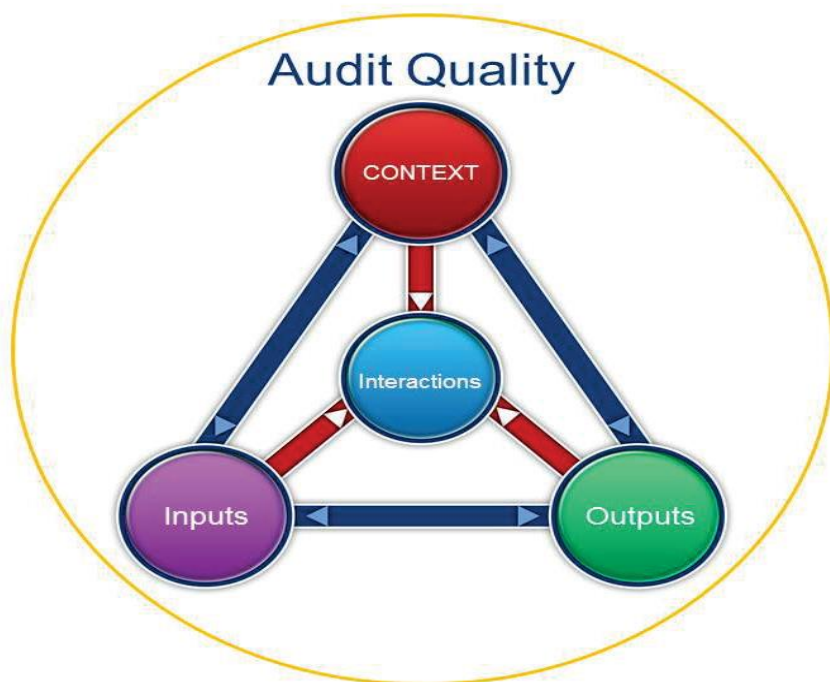 Audit Quality
CONTEXT
Interactions
Inputs
Outputs